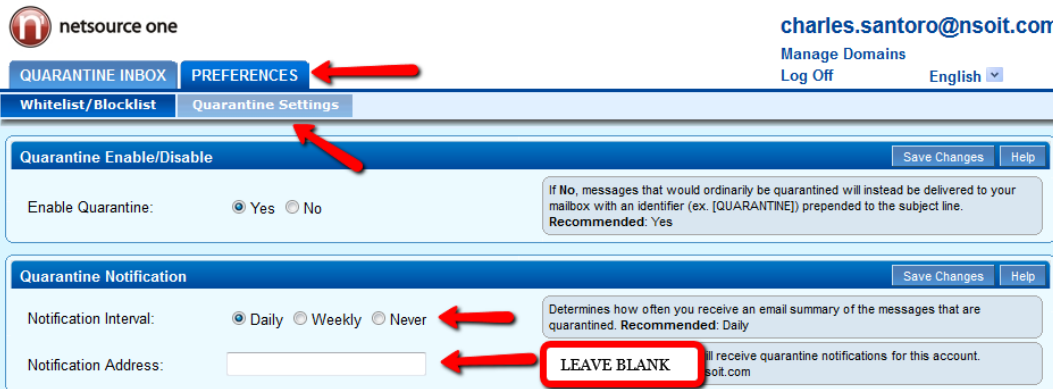 netsource one
charles.santoro@nsoit.com
Manage Domains
Log Off English
QUARANTINE INBOX PREFERENCES
Whitelist/Blocklist Quarantine Settings
Quarantine Enable/Disable Save Changes Help
Enable Quarantine: Yes No
If No, messages that would ordinarily be quarantined will instead be delivered to your
mailbox with an identifier (ex. [QUARANTINE]) prepended to the subject line.
Recommended: Yes
Quarantine Notification Save Changes Help
Notification Interval: Daily Weekly Never
Determines how often you receive an email summary of the messages that are
quarantined. Recommended: Daily
Notification Address:
LEAVE BLANK
receive quarantine notifications for this account.
soit.com